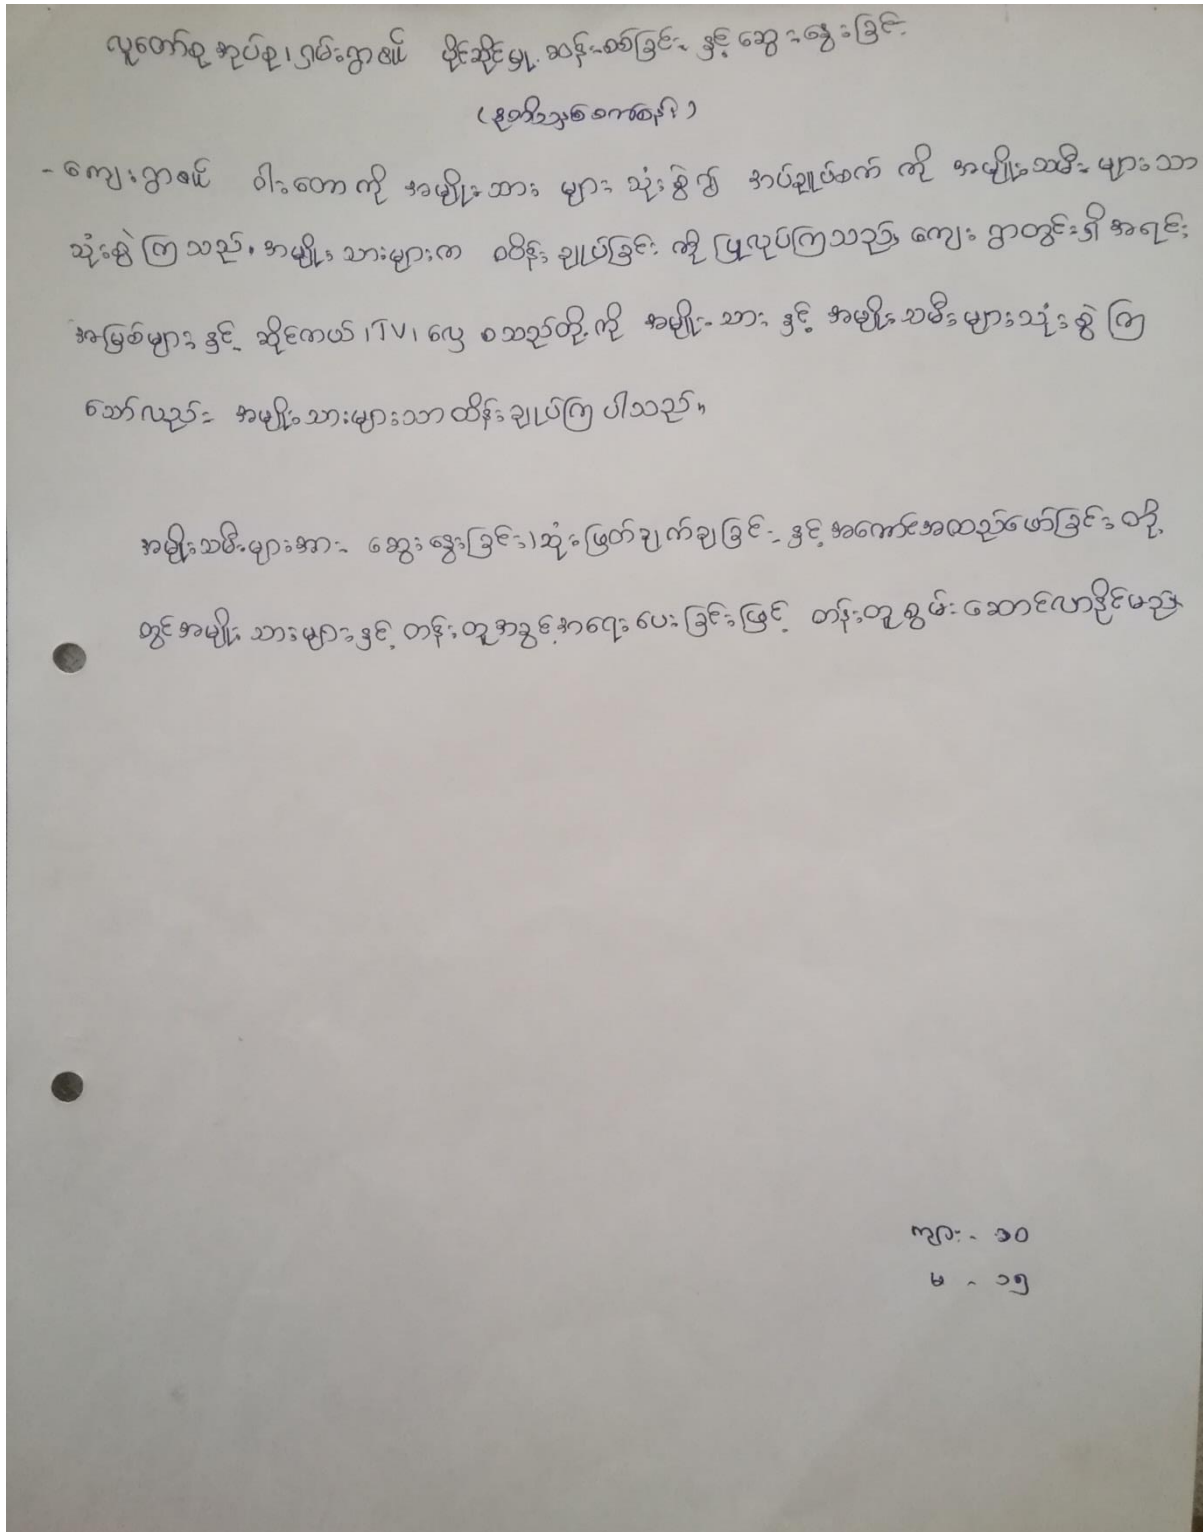 လူတော်စုအုပ်စု၊ ရှမ်းရွာ၏ ပိုင်ဆိုင်မှု ဆန်းစစ်ခြင်း နှင့် ဆွေးနွေးခြင်း
(ဒုတိယ
- ကျေးရွာ၏ ဝါးတောကို အမျိုးသား များ သုံးစွဲ၍ အပ်ချုပ်စက် ကို အမျိုးသမီး များသာ
သုံးစွဲ ကြ သည်။ အမျိုးသားများက ထိန်းချုပ်ခြင်း ကို ပြုလုပ်ကြသည်။ ကျေး ရွာတွင်းရှိ အရင်း
အမြစ်များ နှင့် ဆိုင်ကယ် ၊TV၊ လှေ စသည်တို့ ကို အမျိုးသား နှင့် အမျိုးသမီးများ သုံးစွဲ ကြ
သော်လည်း အမျိုးသားများသာ ထိန်းချုပ်ကြ ပါသည်။
အမျိုးသမီးများအား ဆွေးနွေးခြင်း၊ ဆုံးဖြတ်ချက်ချခြင်း နှင့် အကောင်အထည်ဖော်ခြင်း တို့
တွင် အမျိုးသားများ နှင့် တန်းတူ အခွင့်အရေး ပေးခြင်းဖြင့် တန်းတူ စွမ်းဆောင်လာနိုင်မည်
ကျား - ၁၀
မ - ၁၅